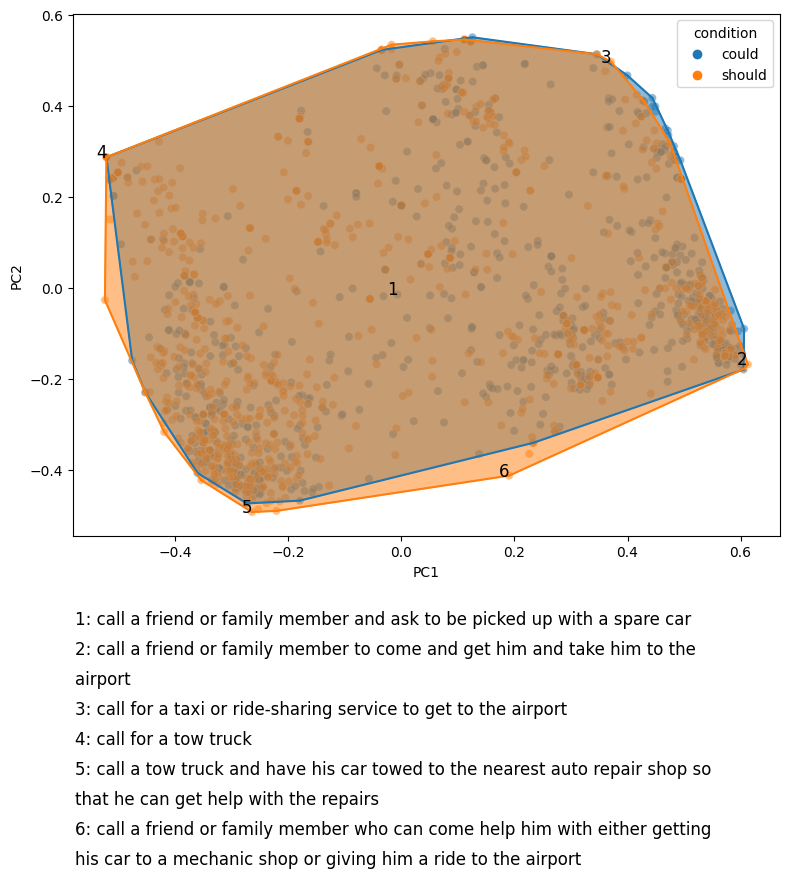 condition
could
should
0.6
0.4
0.2
0.0
−0.2
−0.4
PC2
−0.4
−0.2
0.0
0.2
0.4
0.6
PC1
3
4
1
2
6
5
1: call a friend or family member and ask to be picked up with a spare car
2: call a friend or family member to come and get him and take him to the
airport
3: call for a taxi or ride-sharing service to get to the airport
4: call for a tow truck
5: call a tow truck and have his car towed to the nearest auto repair shop so
that he can get help with the repairs
6: call a friend or family member who can come help him with either getting
his car to a mechanic shop or giving him a ride to the airport